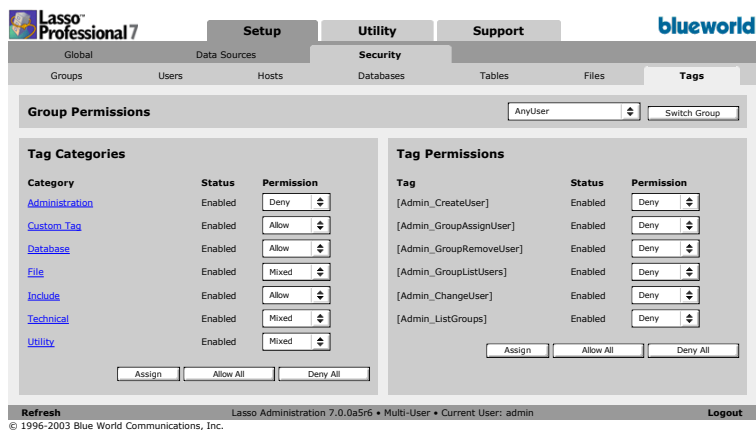 Lasso™ Professional 7
Setup Utility Support
blueworld
Global Data Sources Security
Groups Users Hosts Databases Tables Files Tags
Group Permissions
AnyUser Switch Group
Tag Categories
Category Status Permission
Administration Enabled Deny
Custom Tag Enabled Allow
Database Enabled Allow
File Enabled Mixed
Include Enabled Allow
Technical Enabled Mixed
Utility Enabled Mixed
Assign Allow All Deny All
Tag Permissions
Tag Status Permission
[Admin_CreateUser] Enabled Deny
[Admin_GroupAssignUser] Enabled Deny
[Admin_GroupRemoveUser] Enabled Deny
[Admin_GroupListUsers] Enabled Deny
[Admin_ChangeUser] Enabled Deny
[Admin_ListGroups] Enabled Deny
Assign Allow All Deny All
Refresh Lasso Administration 7.0.0a5r6 • Multi-User • Current User: admin Logout
© 1996-2003 Blue World Communications, Inc.